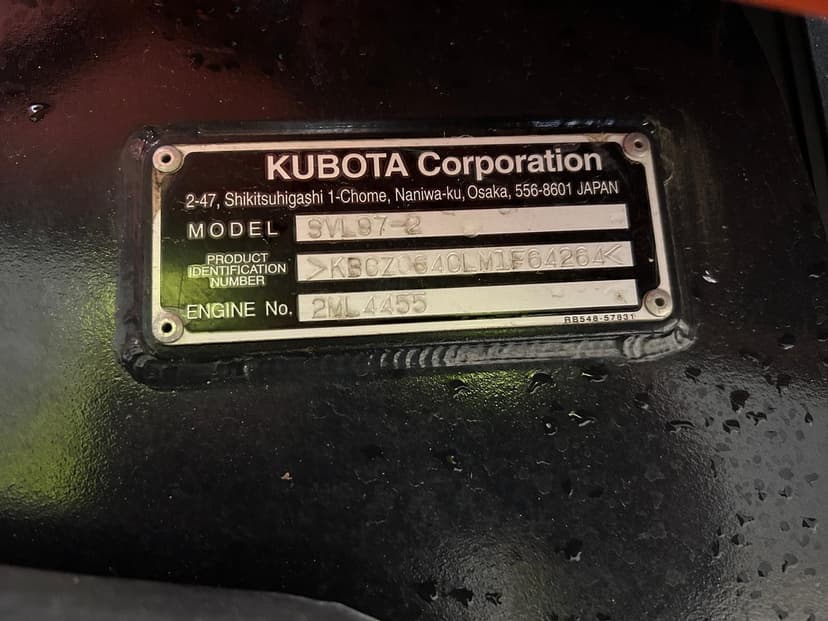 KUBOTA Corporation
2-47, Shikitsuhigashi 1-Chome, Naniwa-ku, Osaka, 556-8601 JAPAN
MODEL SVL97-2
PRODUCT
IDENTIFICATION
NUMBER
>KBCZ064CLM1F64264<
ENGINE No. 2ML4455
RB548-57831